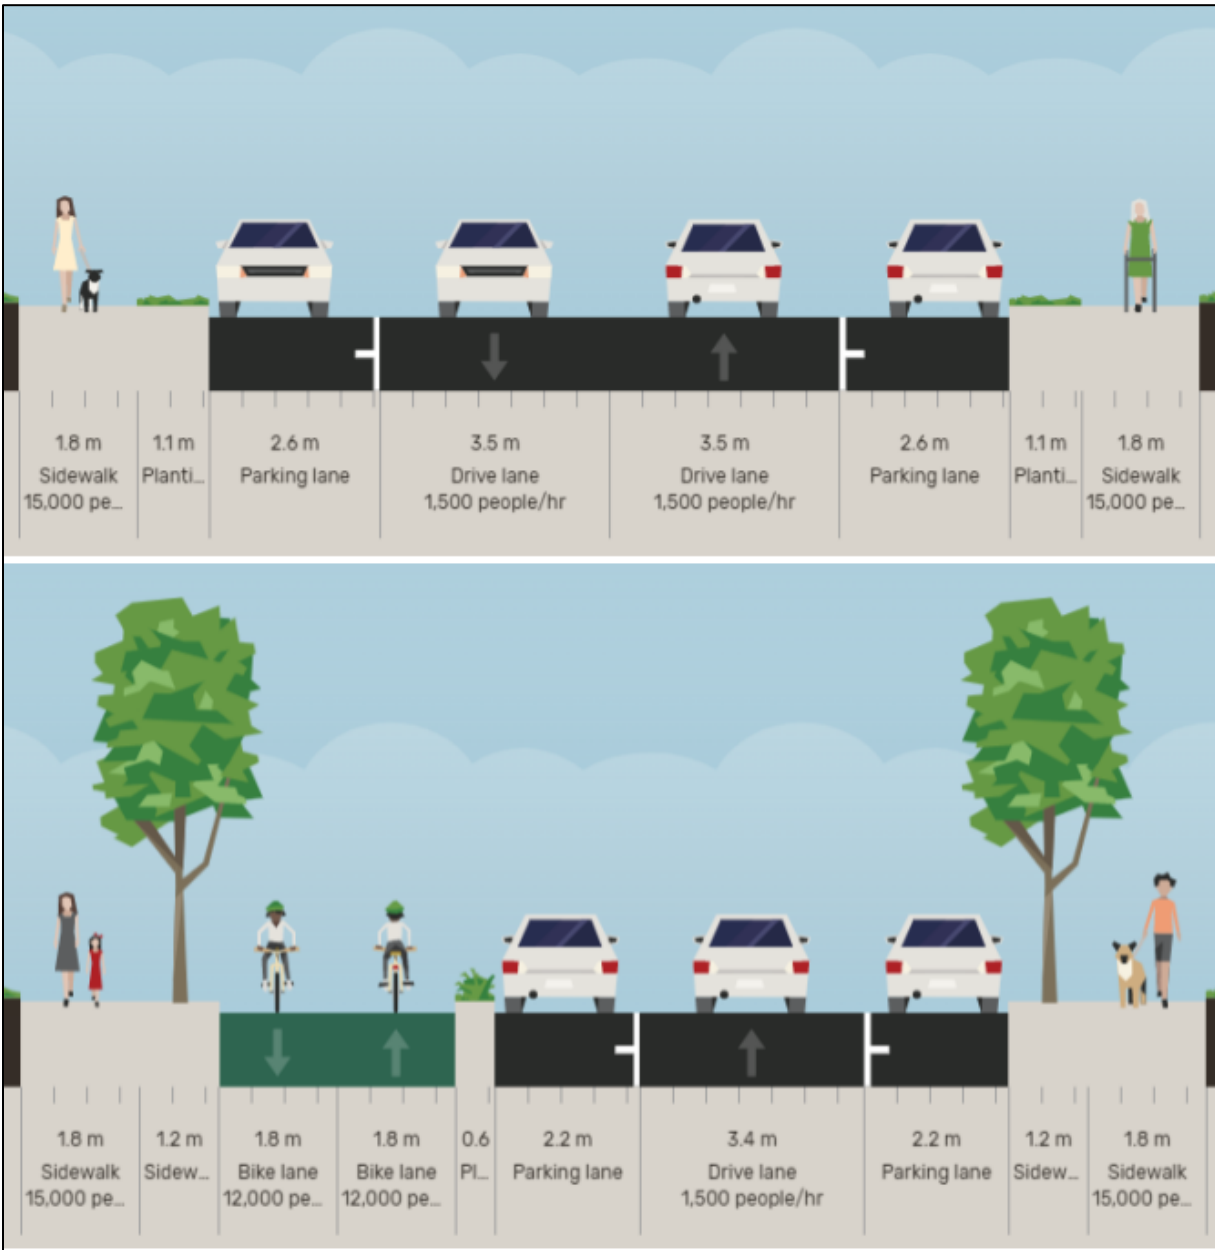 1.8 m
Sidewalk
15,000 pe...
1.1 m
Planti...
2.6 m
Parking lane
3.5 m
Drive lane
1,500 people/hr
3.5 m
Drive lane
1,500 people/hr
2.6 m
Parking lane
1.1 m
Planti...
1.8 m
Sidewalk
15,000 pe...
1.8 m
Sidewalk
15,000 pe...
1.2 m
Sidew...
1.8 m
Bike lane
12,000 pe...
1.8 m
Bike lane
12,000 pe...
0.6
Pl...
2.2 m
Parking lane
3.4 m
Drive lane
1,500 people/hr
2.2 m
Parking lane
1.2 m
Sidew...
1.8 m
Sidewalk
15,000 pe...